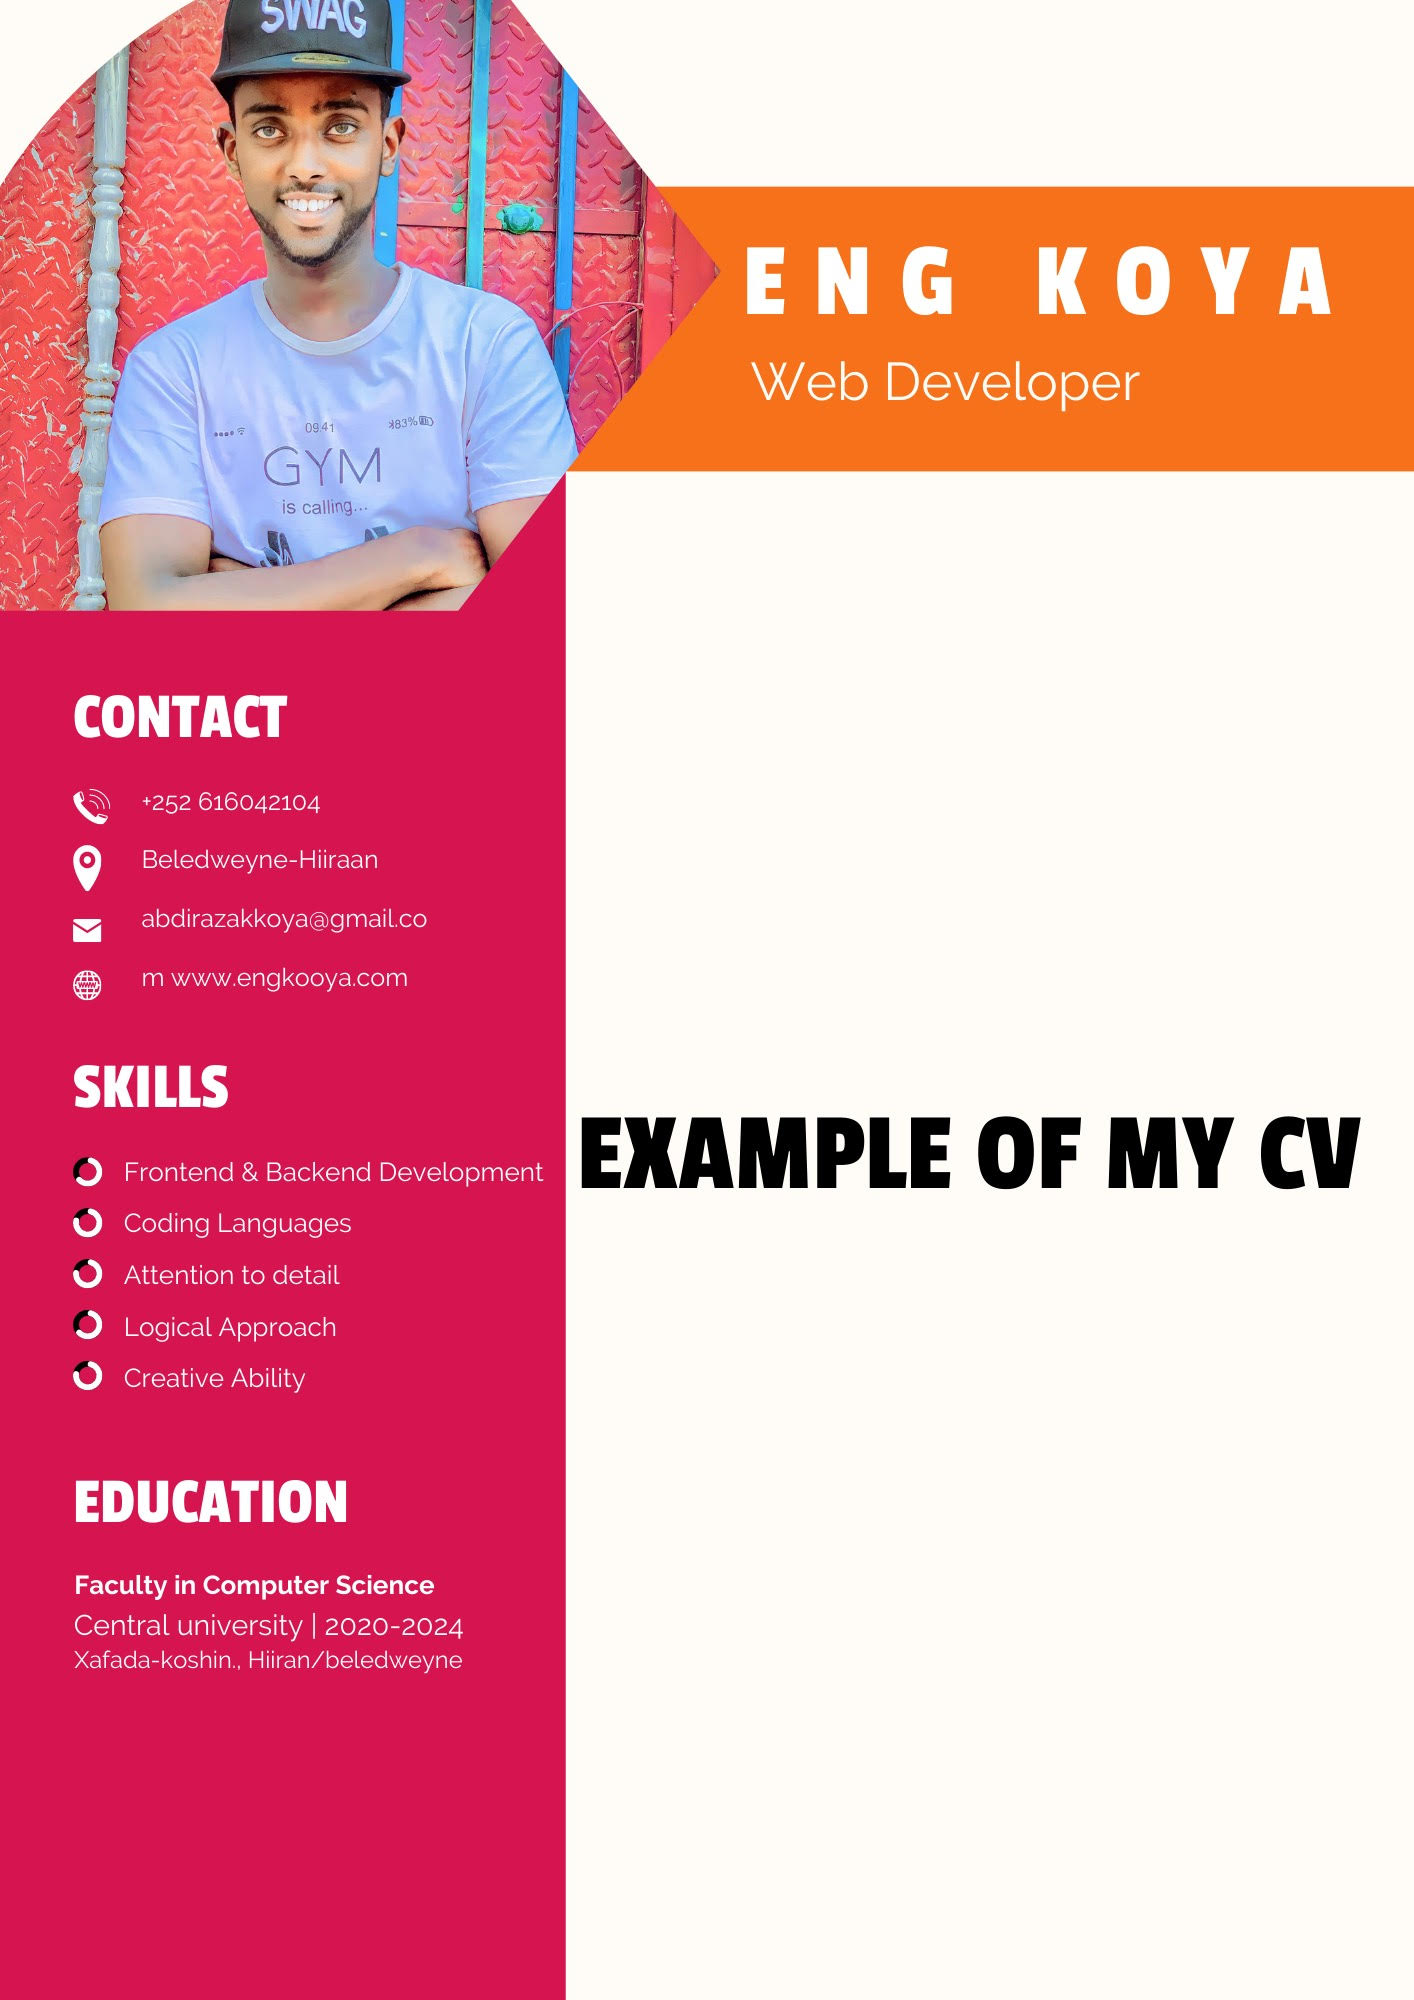 SWAG
09:41
83%
GYM
is calling...
ENG KOYA
Web Developer
CONTACT
+252 616042104
Beledweyne-Hiiraan
abdirazakkoya@gmail.co
m www.engkooya.com
SKILLS
Frontend & Backend Development
Coding Languages
Attention to detail
Logical Approach
Creative Ability
EDUCATION
Faculty in Computer Science
Central university | 2020-2024
Xafada-koshin., Hiiran/beledweyne
EXAMPLE OF MY CV